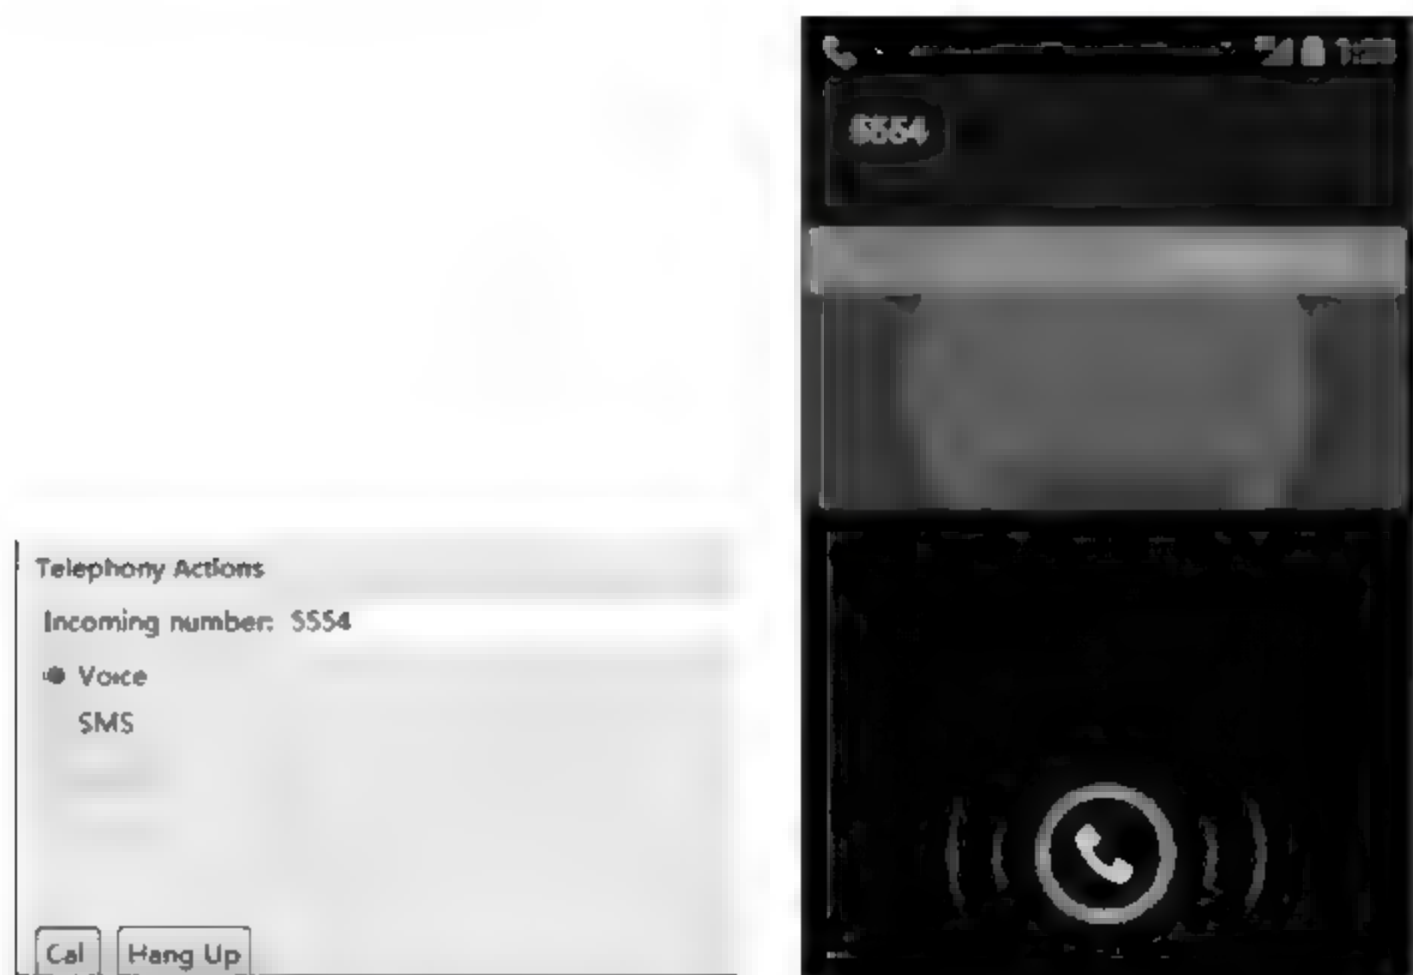 5554
Telephony Actions
Incoming number: 5554
Voice
SMS
Cal
Hang Up